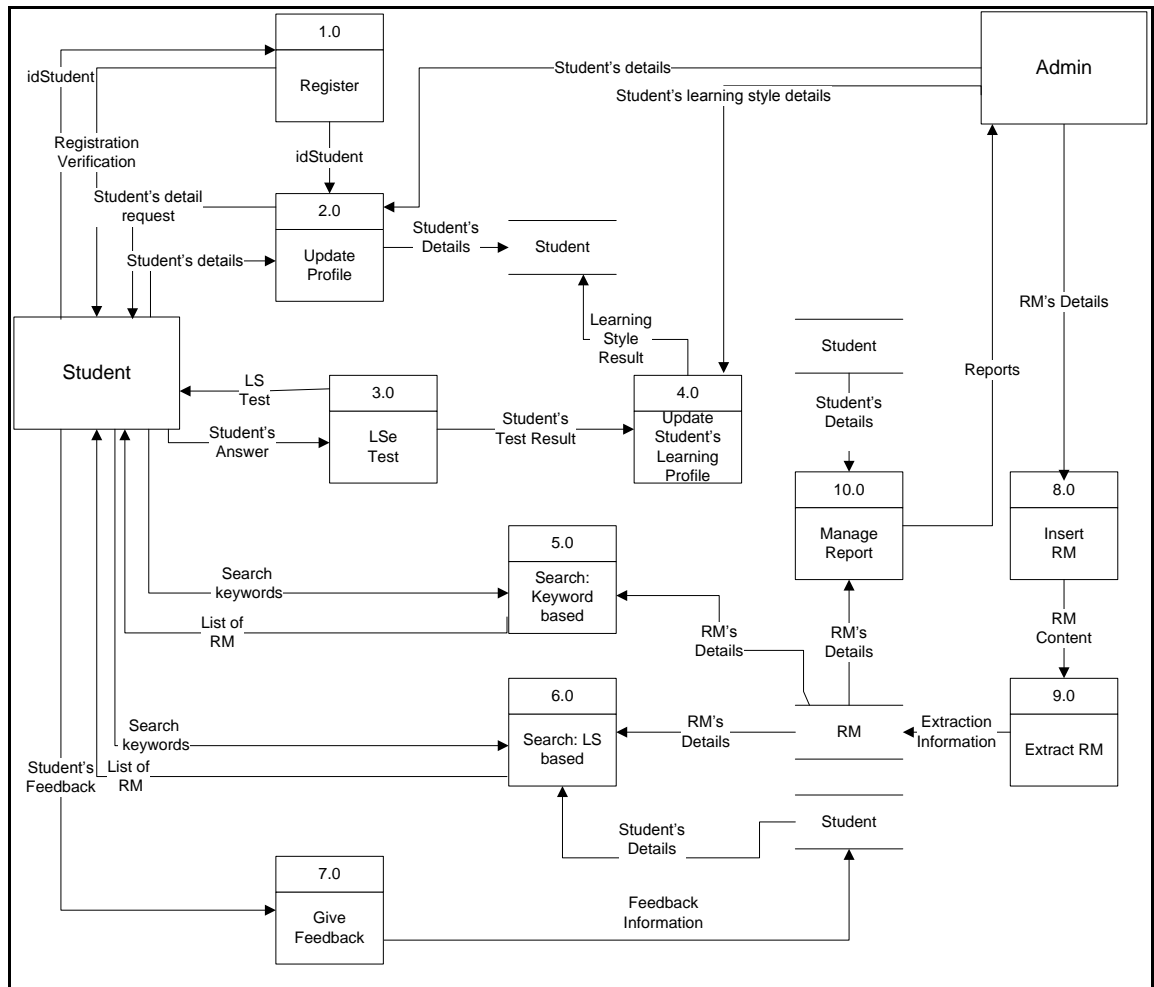 1.0
Register
Admin
idStudent
Student's details
Student's learning style details
Registration
Verification
idStudent
Student's detail
request
2.0
Update
Profile
Student's details
Student's
Details
Student
Learning
Style
Result
RM's Details
Student
Student
LS
Test
3.0
LSe
Test
Student's
Answer
Student's
Test Result
4.0
Update
Student's
Learning
Profile
Reports
Student's
Details
10.0
Manage
Report
8.0
Insert
RM
5.0
Search:
Keyword
based
Search
keywords
List of
RM
RM's
Details
RM's
Details
RM
Content
6.0
Search: LS
based
Search
keywords
List of
RM
Student's
Feedback
RM's
Details
RM
Extraction
Information
9.0
Extract RM
Student's
Details
Student
7.0
Give
Feedback
Feedback
Information